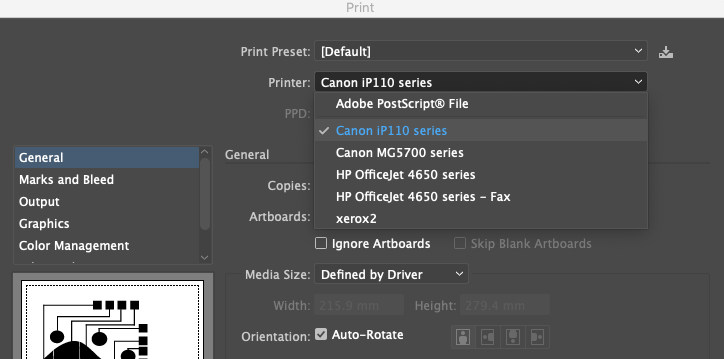 Print
Print Preset: [Default]
Printer: Canon iP110 series
Adobe PostScript® File
PPD:
Canon iP110 series
Canon MG5700 series
HP OfficeJet 4650 series
HP OfficeJet 4650 series - Fax
xerox2
General
Marks and Bleed
Output
Graphics
Color Management
General
Copies:
Artboards:
Ignore Artboards Skip Blank Artboards
Media Size: Defined by Driver
Width: 215.9 mm Height: 279.4 mm
Orientation: Auto-Rotate